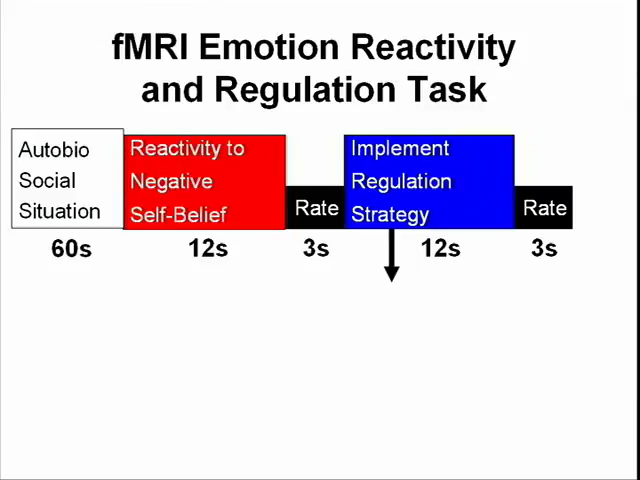 fMRI Emotion Reactivity
and Regulation Task
Autobio
Social
Situation
Reactivity to
Negative
Self-Belief
Rate
Implement
Regulation
Strategy
Rate
60s
12s
3s
12s
3s